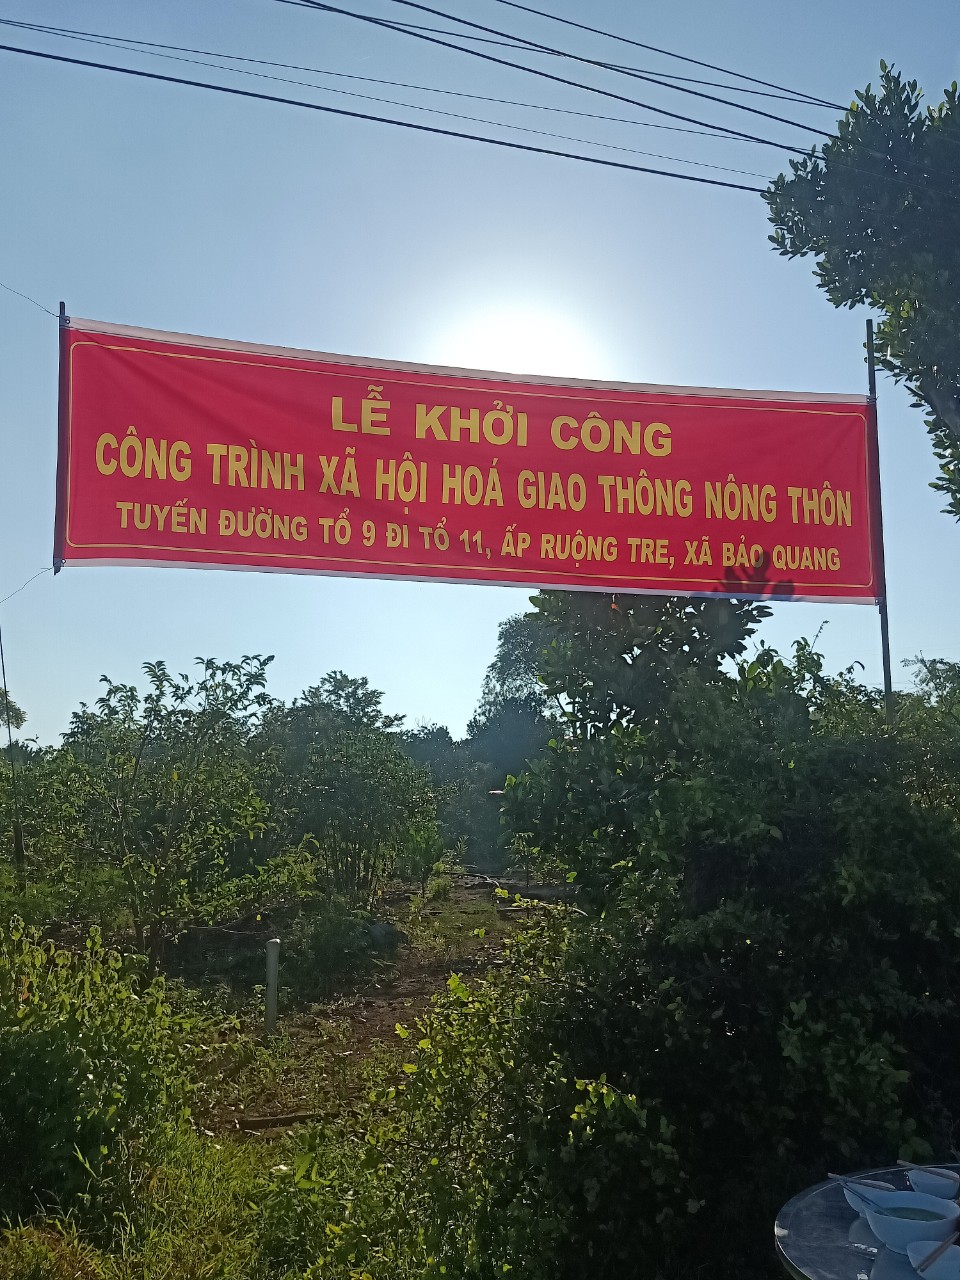 LỄ KHỞI CÔNG
CÔNG TRÌNH XÃ HỘI HOÁ GIAO THÔNG NÔNG THÔN
TUYẾN ĐƯỜNG TỔ 9 ĐI TỔ 11, ẤP RUỘNG TRE, XÃ BẢO QUANG